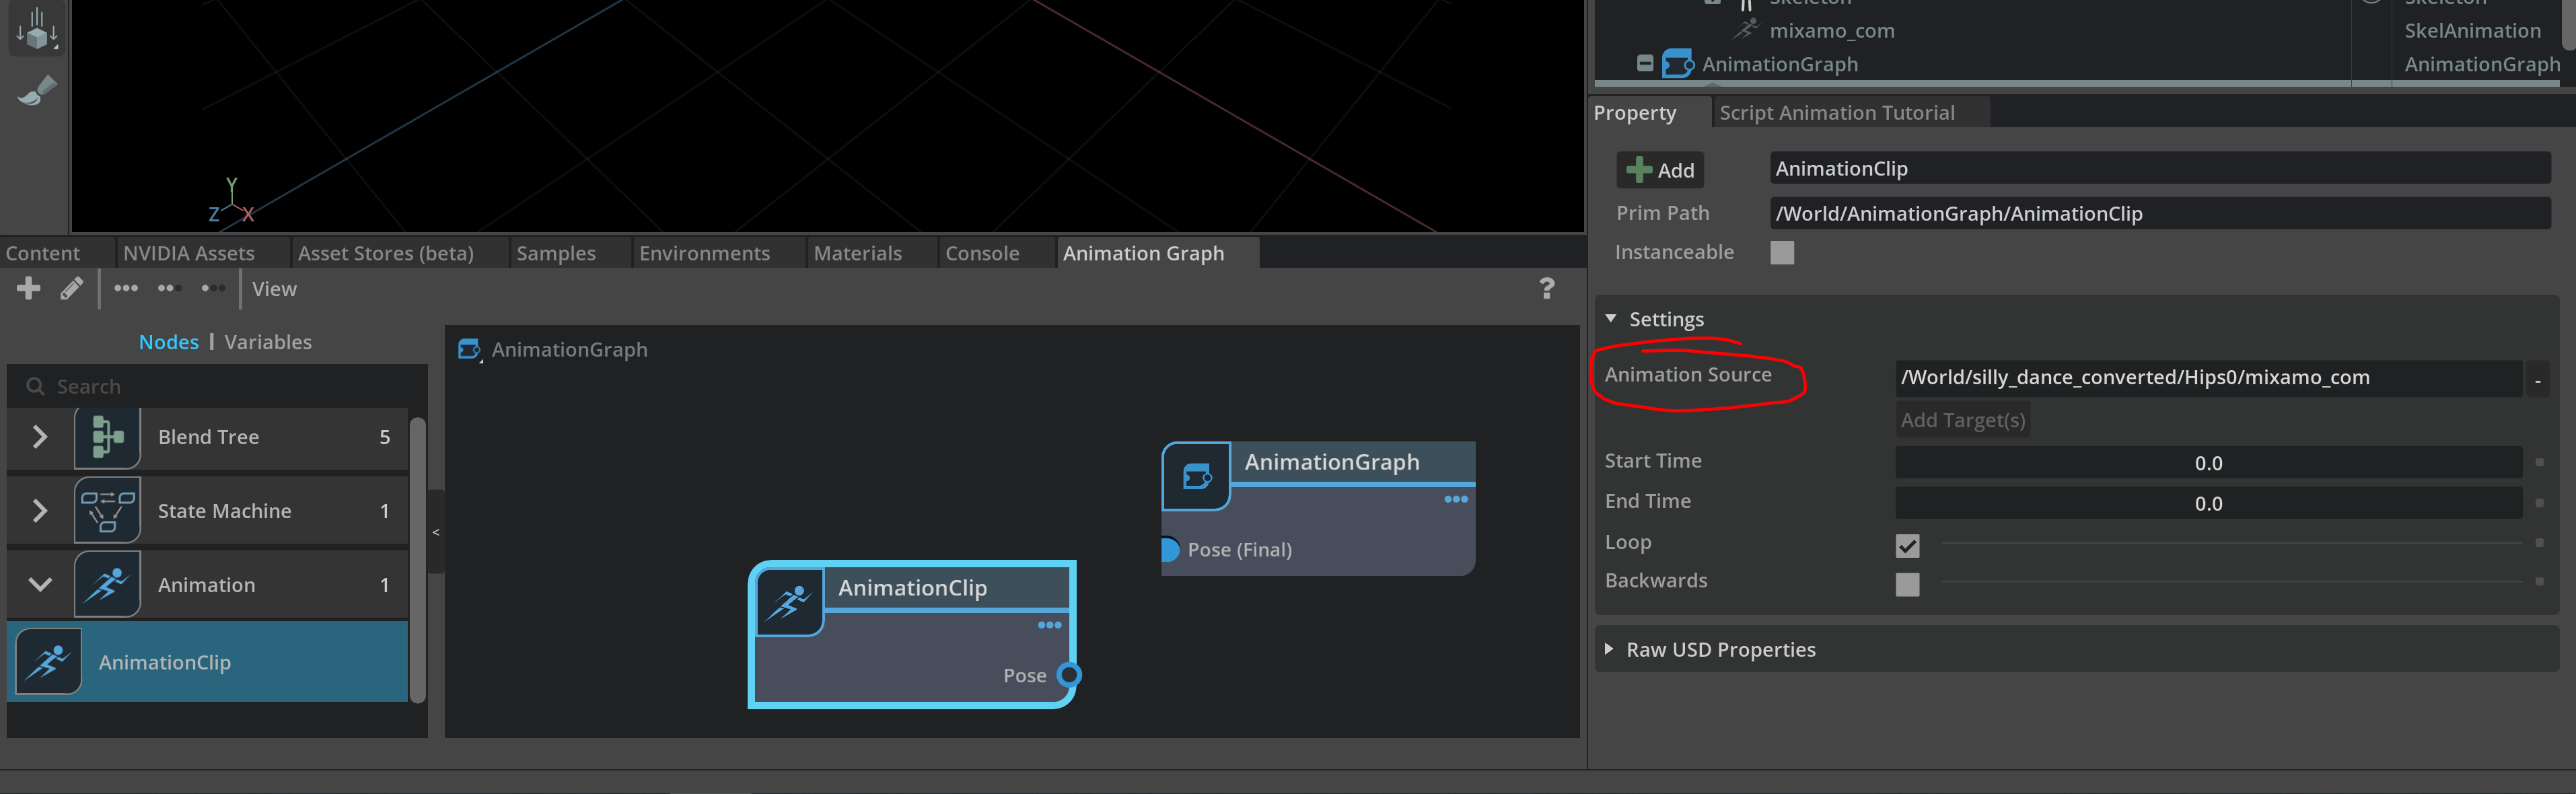 Skeleton Skeleton
mixamo_com SkelAnimation
AnimationGraph AnimationGraph
Property Script Animation Tutorial
Add AnimationClip
Prim Path /World/AnimationGraph/AnimationClip
Instanceable
Y
Z X
Content NVIDIA Assets Asset Stores (beta) Samples Environments Materials Console Animation Graph
View ?
Nodes Variables
Search
Blend Tree 5
State Machine 1
Animation 1
AnimationClip
<
AnimationGraph
AnimationGraph
Pose (Final)
AnimationClip
Pose
Settings
Animation Source /World/silly_dance_converted/Hips0/mixamo_com -
Add Target(s)
Start Time 0.0
End Time 0.0
Loop
Backwards
Raw USD Properties